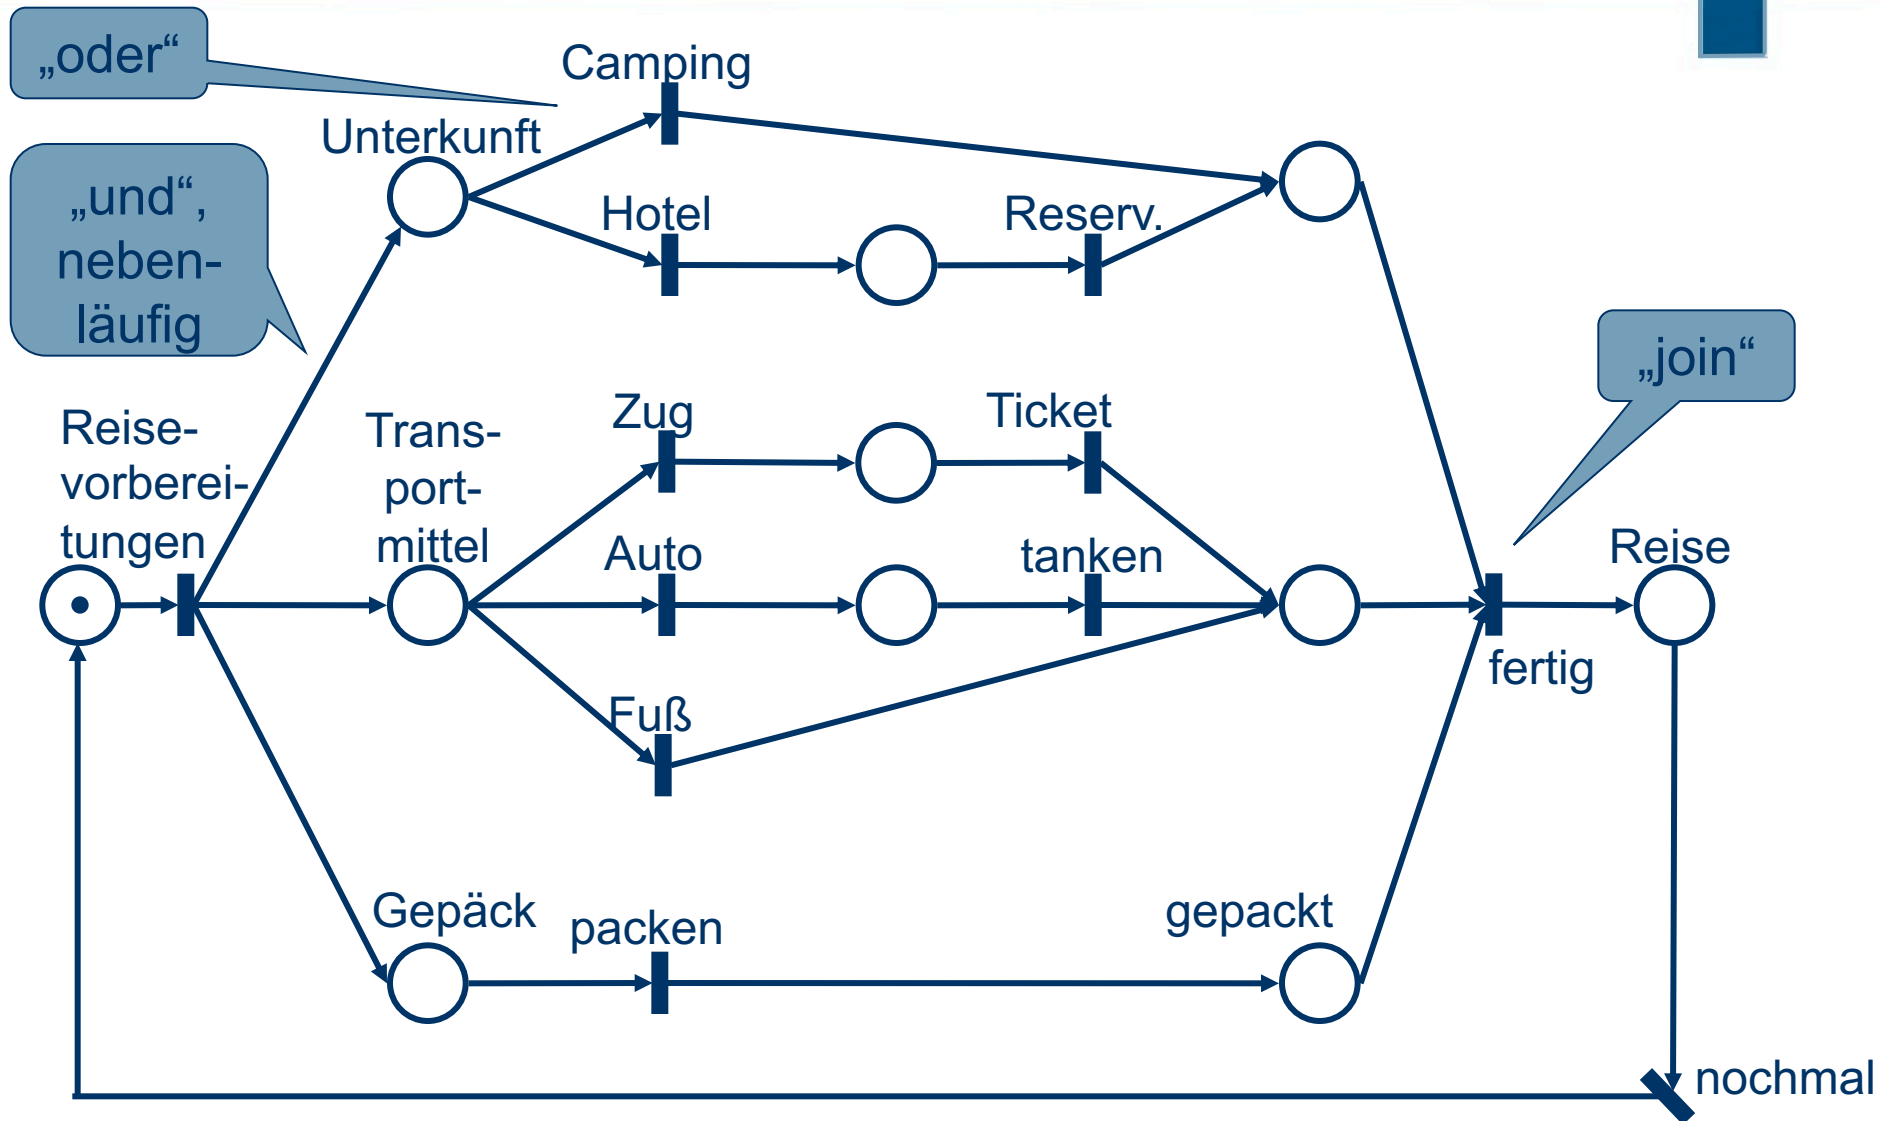 „oder“
Camping
Unterkunft
„und“,
neben-
läufig
Hotel
Reserv.
„join“
Reise-
vorberei-
tungen
Trans-
port-
mittel
Zug
Ticket
Auto
tanken
Reise
fertig
Fuß
Gepäck
packen
gepackt
nochmal